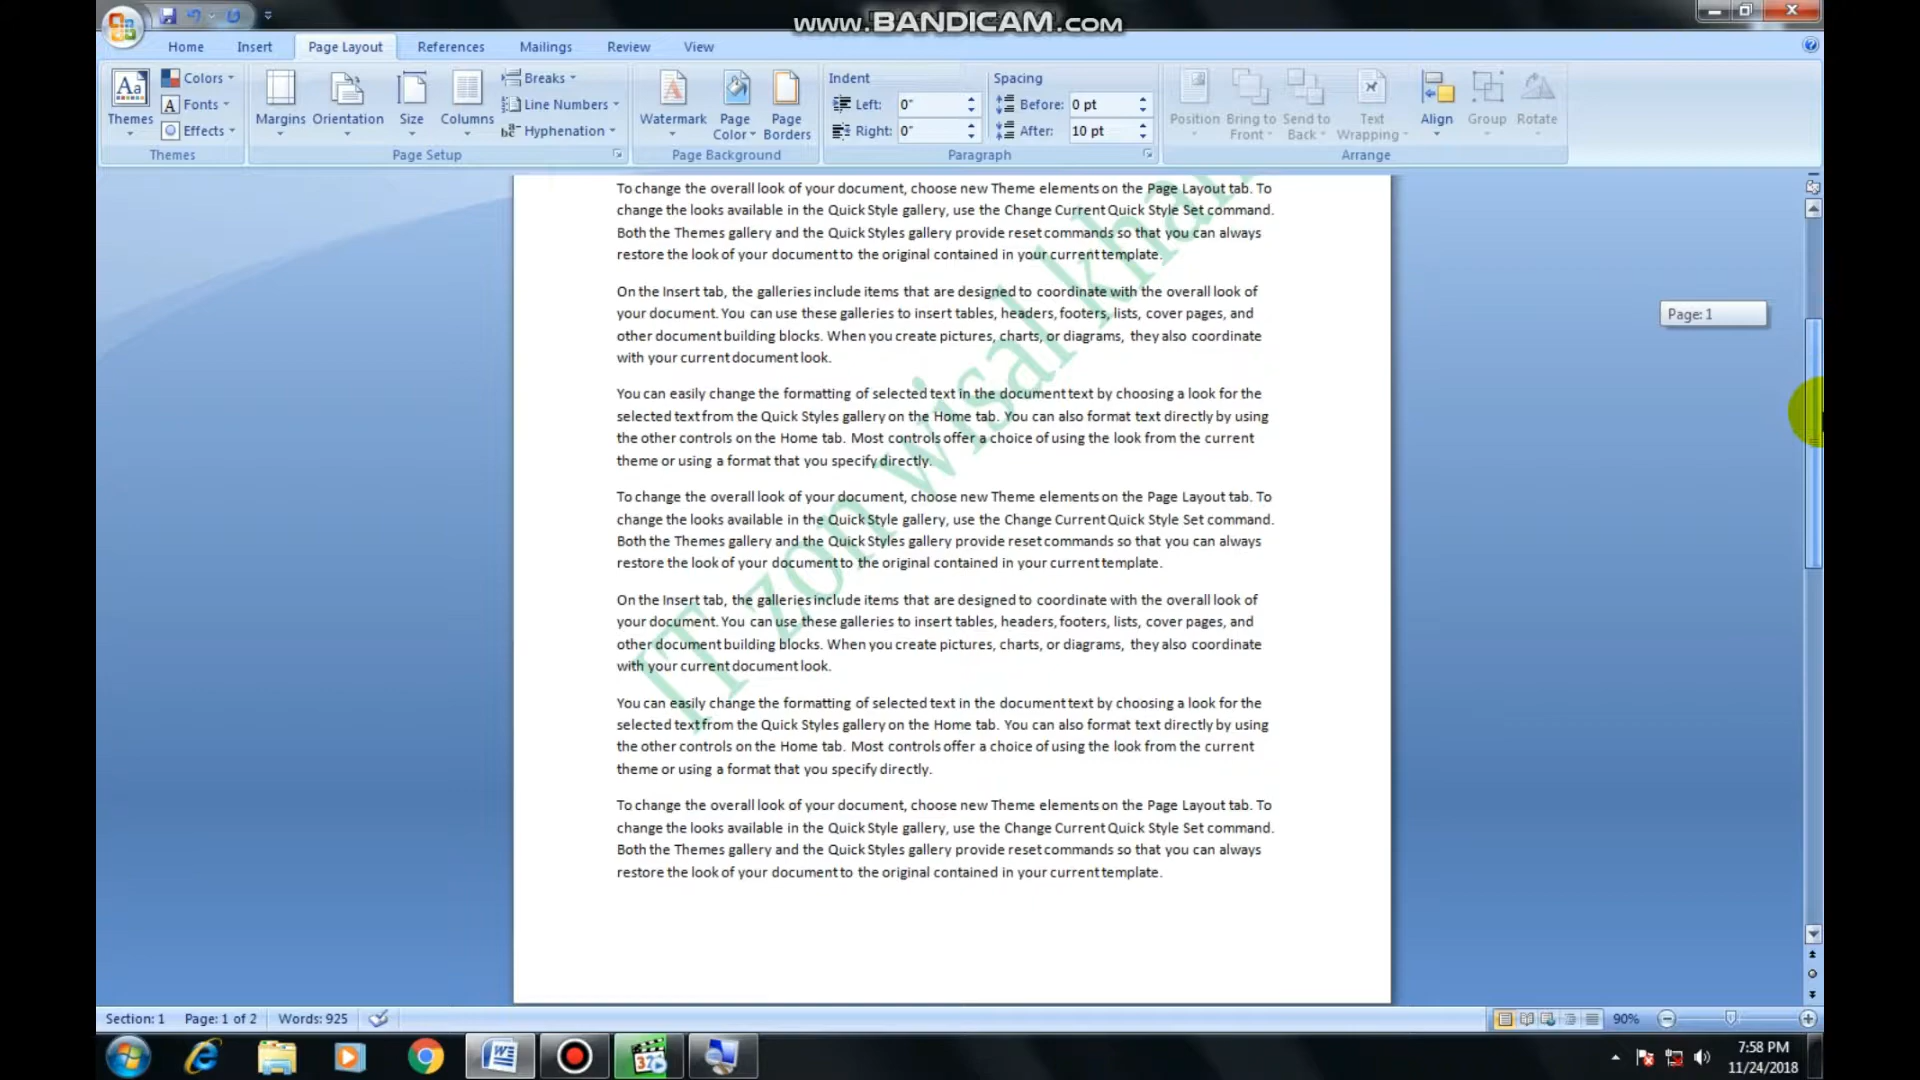 www.BANDICAM.com
Home Insert Page Layout References Mailings Review View
Themes
Colors
Fonts
Effects
Themes
Margins
Orientation
Size
Columns
Breaks
Line Numbers
Hyphenation
Page Setup
Watermark
Page Color
Page Borders
Page Background
Indent
Left: 0"
Right: 0"
Spacing
Before: 0 pt
After: 10 pt
Paragraph
Position
Bring to Front
Send to Back
Text Wrapping
Align
Group
Rotate
Arrange
To change the overall look of your document, choose new Theme elements on the Page Layout tab. To
change the looks available in the Quick Style gallery, use the Change Current Quick Style Set command.
Both the Themes gallery and the Quick Styles gallery provide reset commands so that you can always
restore the look of your document to the original contained in your current template.
On the Insert tab, the galleries include items that are designed to coordinate with the overall look of
your document. You can use these galleries to insert tables, headers, footers, lists, cover pages, and
other document building blocks. When you create pictures, charts, or diagrams, they also coordinate
with your current document look.
You can easily change the formatting of selected text in the document text by choosing a look for the
selected text from the Quick Styles gallery on the Home tab. You can also format text directly by using
the other controls on the Home tab. Most controls offer a choice of using the look from the current
theme or using a format that you specify directly.
To change the overall look of your document, choose new Theme elements on the Page Layout tab. To
change the looks available in the Quick Style gallery, use the Change Current Quick Style Set command.
Both the Themes gallery and the Quick Styles gallery provide reset commands so that you can always
restore the look of your document to the original contained in your current template.
On the Insert tab, the galleries include items that are designed to coordinate with the overall look of
your document. You can use these galleries to insert tables, headers, footers, lists, cover pages, and
other document building blocks. When you create pictures, charts, or diagrams, they also coordinate
with your current document look.
You can easily change the formatting of selected text in the document text by choosing a look for the
selected text from the Quick Styles gallery on the Home tab. You can also format text directly by using
the other controls on the Home tab. Most controls offer a choice of using the look from the current
theme or using a format that you specify directly.
To change the overall look of your document, choose new Theme elements on the Page Layout tab. To
change the looks available in the Quick Style gallery, use the Change Current Quick Style Set command.
Both the Themes gallery and the Quick Styles gallery provide reset commands so that you can always
restore the look of your document to the original contained in your current template.
IT zon wisal khan
Page: 1
Section: 1 Page: 1 of 2 Words: 925
90%
7:58 PM
11/24/2018